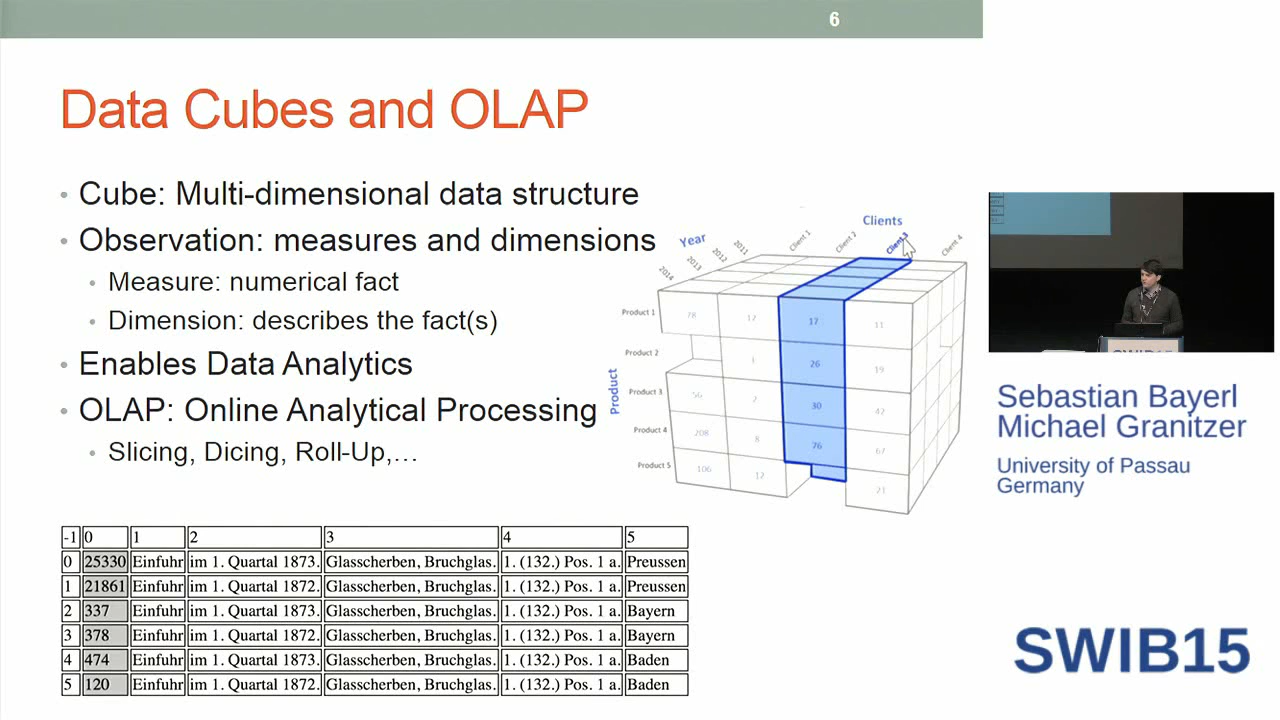 6
Data Cubes and OLAP
• Cube: Multi-dimensional data structure
• Observation: measures and dimensions
• Measure: numerical fact
• Dimension: describes the fact(s)
• Enables Data Analytics
• OLAP: Online Analytical Processing
• Slicing, Dicing, Roll-Up,…
Clients
Year
Client 1 Client 2 Client 3 Client 4
2014 2013 2012 2011
Product
Product 1 78 17 17 11
Product 2 1 26 19
Product 3 56 2 30 42
Product 4 208 8 76 67
Product 5 106 12 21
-1 0 1 2 3 4 5
0 25330 Einfuhr im 1. Quartal 1873. Glasscherben, Bruchglas. 1. (132.) Pos. 1 a. Preussen
1 21861 Einfuhr im 1. Quartal 1872. Glasscherben, Bruchglas. 1. (132.) Pos. 1 a. Preussen
2 337 Einfuhr im 1. Quartal 1873. Glasscherben, Bruchglas. 1. (132.) Pos. 1 a. Bayern
3 378 Einfuhr im 1. Quartal 1872. Glasscherben, Bruchglas. 1. (132.) Pos. 1 a. Bayern
4 474 Einfuhr im 1. Quartal 1873. Glasscherben, Bruchglas. 1. (132.) Pos. 1 a. Baden
5 120 Einfuhr im 1. Quartal 1872. Glasscherben, Bruchglas. 1. (132.) Pos. 1 a. Baden
SWIB15
Sebastian Bayerl
Michael Granitzer
University of Passau
Germany
SWIB15